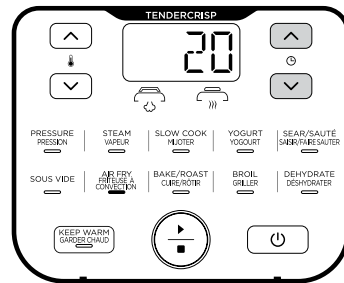 TENDERCRISP
20
PRESSURE
PRESSION
STEAM
VAPEUR
SLOW COOK
MIJOTER
YOGURT
YOGOURT
SEAR/SAUTÉ
SAISIR/FAIRE SAUTER
SOUS VIDE
AIR FRY
FRITEUSE À
CONVECTION
BAKE/ROAST
CUIRE/RÔTIR
BROIL
GRILLER
DEHYDRATE
DÉSHYDRATER
KEEP WARM
GARDER CHAUD